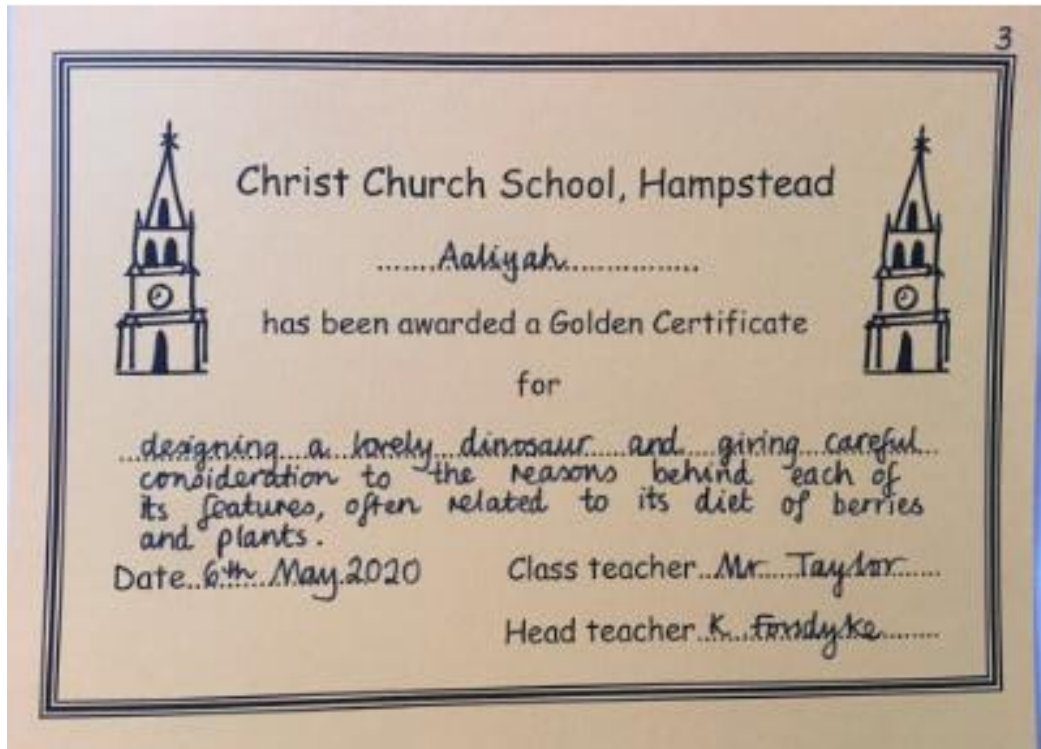 3
Christ Church School, Hampstead
Aaliyah
has been awarded a Golden Certificate
for
designing a lovely dinosaur and giving careful
consideration to the reasons behind each of
its features, often related to its diet of berries
and plants.
Date 6th May 2020 Class teacher Mr Taylor
Head teacher K. Fordyke